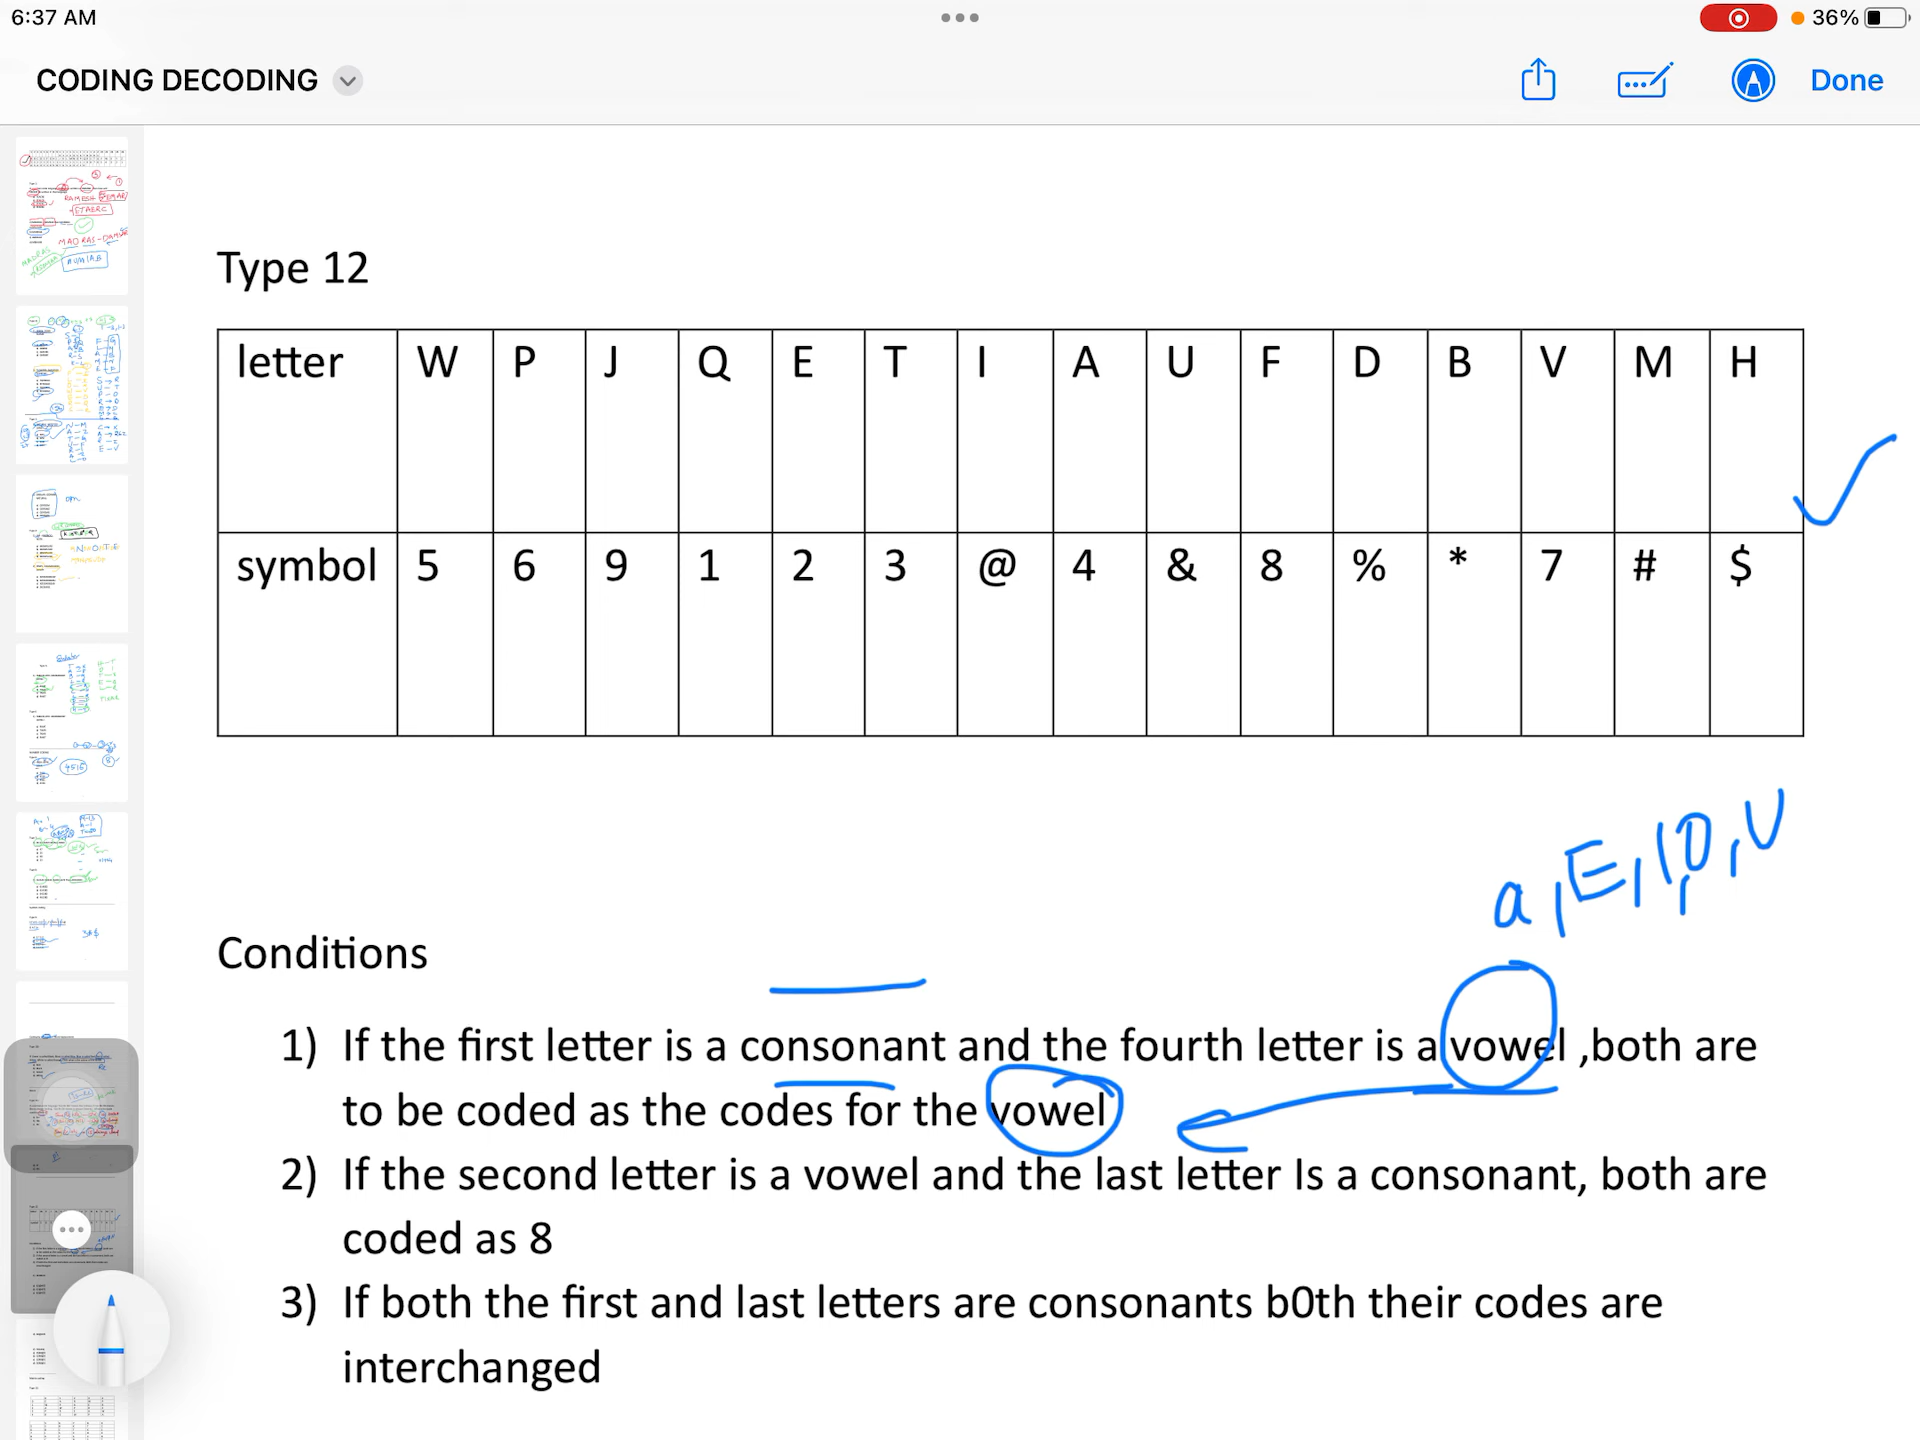 6:37 AM
36%
CODING DECODING
Done
Type 12
letter W P J Q E T I A U F D B V M H
symbol 5 6 9 1 2 3 @ 4 & 8 % * 7 # $
a, E, I, O, U
Conditions
1) If the first letter is a consonant and the fourth letter is a vowel ,both are
to be coded as the codes for the vowel
2) If the second letter is a vowel and the last letter Is a consonant, both are
coded as 8
3) If both the first and last letters are consonants b0th their codes are
interchanged